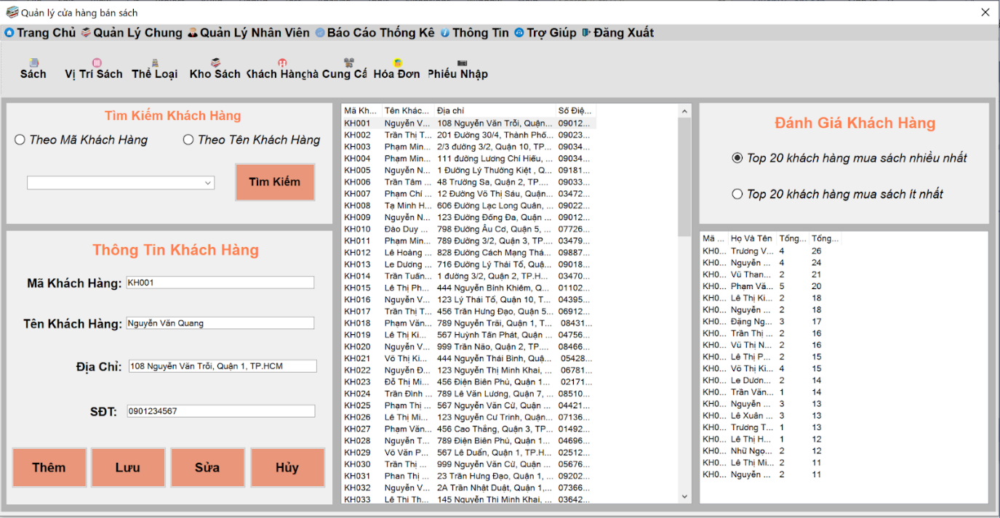 Quản lý cửa hàng bán sách
Trang Chủ Quản Lý Chung Quản Lý Nhân Viên Báo Cáo Thống Kê Thông Tin Trợ Giúp Đăng Xuất
Sách Vị Trí Sách Thể Loại Kho Sách Khách Hàng hà Cung Cấ Hóa Đơn Phiếu Nhập
Tìm Kiếm Khách Hàng
Theo Mã Khách Hàng Theo Tên Khách Hàng
Tìm Kiếm
Thông Tin Khách Hàng
Mã Khách Hàng: KH001
Tên Khách Hàng: Nguyễn Văn Quang
Địa Chỉ: 108 Nguyễn Văn Trỗi, Quận 1, TP.HCM
SĐT: 0901234567
Thêm Lưu Sửa Hủy
Mã Kh... Tên Khác... Địa chỉ Số Điệ...
KH001 Nguyễn V... 108 Nguyễn Văn Trỗi, Quận... 09012...
KH002 Trần Thị T... 201 Đường 30/4, Thành Phố... 09023...
KH003 Phạm Min... 2/3 đường 3/2, Quận 10, TP... 09034...
KH004 Phạm Min... 111 đường Lương Chí Hiếu, ... 09034...
KH005 Nguyễn N... 1 Đường Lý Thường Kiệt , Q... 09181...
KH006 Trần Tâm ... 48 Trường Sa, Quận 2, TP.... 09033...
KH007 Phạm Chí ... 12 Đường Võ Thị Sáu, Quận... 03472...
KH008 Tạ Minh H... 606 Đường Lạc Long Quân, ... 09022...
KH009 Nguyễn N... 123 Đường Đống Đa, Quận ... 09012...
KH010 Đào Duy ... 798 Đường Âu Cơ, Quận 5, ... 07726...
KH011 Phạm Min... 789 Đường 3/2, Quận 3, TP.... 03479...
KH012 Lê Hoàng ... 828 Đường Cách Mạng Thá... 09887...
KH013 Le Dương ... 716 Đường Lý Thái Tổ, Quậ... 09018...
KH014 Trần Tuấn... 1 đường 3/2, Quận 2, TP.H... 03470...
KH015 Lê Thị Ph... 444 Nguyễn Bỉnh Khiêm, Q... 01102...
KH016 Nguyễn V... 123 Lý Thái Tổ, Quận 10, T... 04395...
KH017 Trần Thị T... 456 Trần Hưng Đạo, Quận 5... 06912...
KH018 Phạm Văn... 789 Nguyễn Trãi, Quận 1, T... 08431...
KH019 Lê Thị Ki... 567 Huỳnh Tấn Phát, Quận ... 04756...
KH020 Nguyễn V... 999 Trần Não, Quận 2, TP.... 08466...
KH021 Võ Thị Ki... 444 Nguyễn Thái Bình, Quậ... 05428...
KH022 Nguyễn Đ... 123 Nguyễn Thị Minh Khai, ... 06781...
KH023 Đỗ Thị Mi... 456 Điện Biên Phủ, Quận 1... 02171...
KH024 Trần Đình ... 789 Lê Văn Lương, Quận 7, ... 08510...
KH025 Phạm Thị ... 567 Nguyễn Văn Cừ, Quận ... 04421...
KH026 Lê Thị Mi... 123 Nguyễn Cư Trinh, Quận... 07136...
KH027 Phạm Văn... 456 Cao Thắng, Quận 3, TP... 01492...
KH028 Nguyễn T... 789 Điện Biên Phủ, Quận 1... 04696...
KH029 Võ Văn P... 567 Lê Duẩn, Quận 1, TP.H... 02512...
KH030 Trần Thị ... 999 Nguyễn Văn Cừ, Quận... 05676...
KH031 Phan Thị ... 23 Trần Hưng Đạo, Quận 1, ... 09202...
KH032 Nguyễn V... 2A Trần Nhật Duật, Quận 1,... 07366...
KH033 Lê Thị Th... 145 Nguyễn Thị Minh Khai, ... 03642...
Đánh Giá Khách Hàng
Top 20 khách hàng mua sách nhiều nhất
Top 20 khách hàng mua sách ít nhất
Mã ... Họ Và Tên Tổng... Tổng...
KH0... Trương V... 4 26
KH0... Nguyễn ... 4 24
KH0... Vũ Than... 2 21
KH0... Phạm Vă... 5 20
KH0... Lê Thị Ki... 2 18
KH0... Nguyễn ... 2 18
KH0... Đặng Ng... 3 17
KH0... Trần Thị ... 2 16
KH0... Vũ Thị N... 2 16
KH0... Lê Thị P... 2 15
KH0... Võ Thị Ki... 4 15
KH0... Le Dươn... 2 14
KH0... Trần Văn... 1 14
KH0... Nguyễn ... 3 13
KH0... Lê Xuân ... 3 13
KH0... Trương T... 1 13
KH0... Lê Thị H... 1 12
KH0... Nhữ Ngọ... 2 12
KH0... Lê Thị Mi... 2 11
KH0... Nguyễn ... 2 11